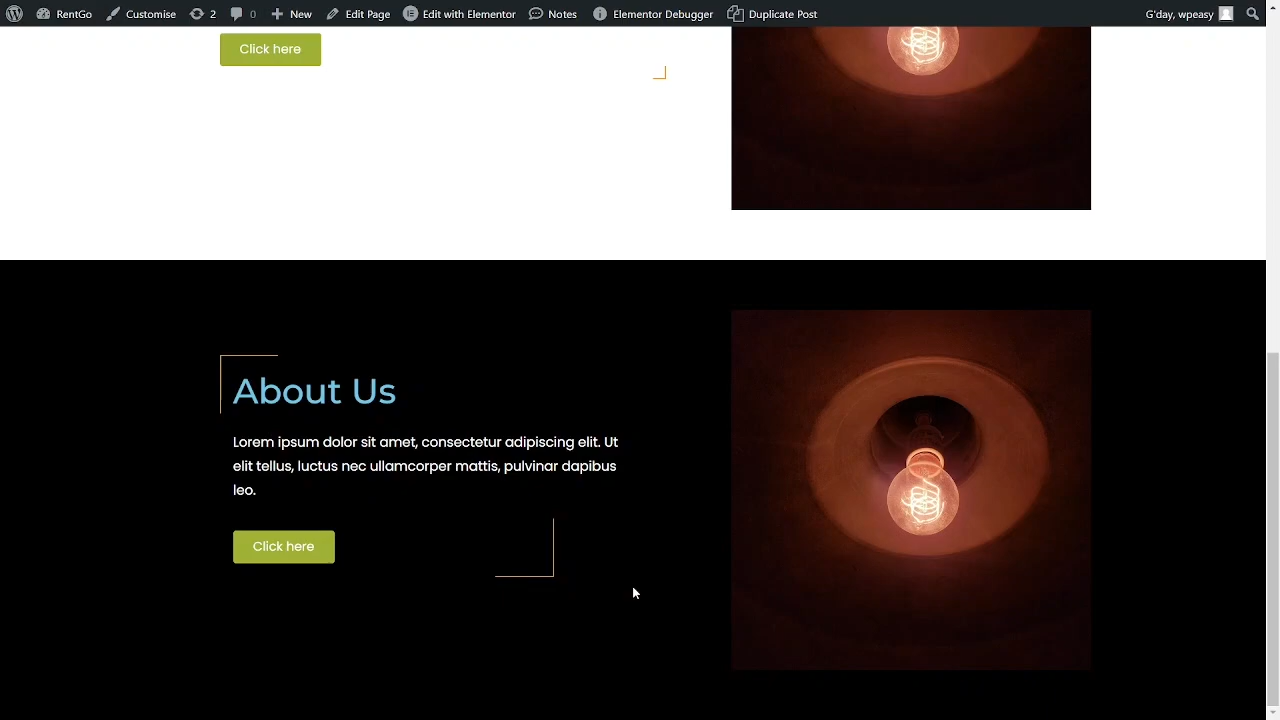 RentGo Customise 2 0 New Edit Page Edit with Elementor Notes Elementor Debugger Duplicate Post G'day, wpeasy
Click here
About Us
Lorem ipsum dolor sit amet, consectetur adipiscing elit. Ut
elit tellus, luctus nec ullamcorper mattis, pulvinar dapibus
leo.
Click here